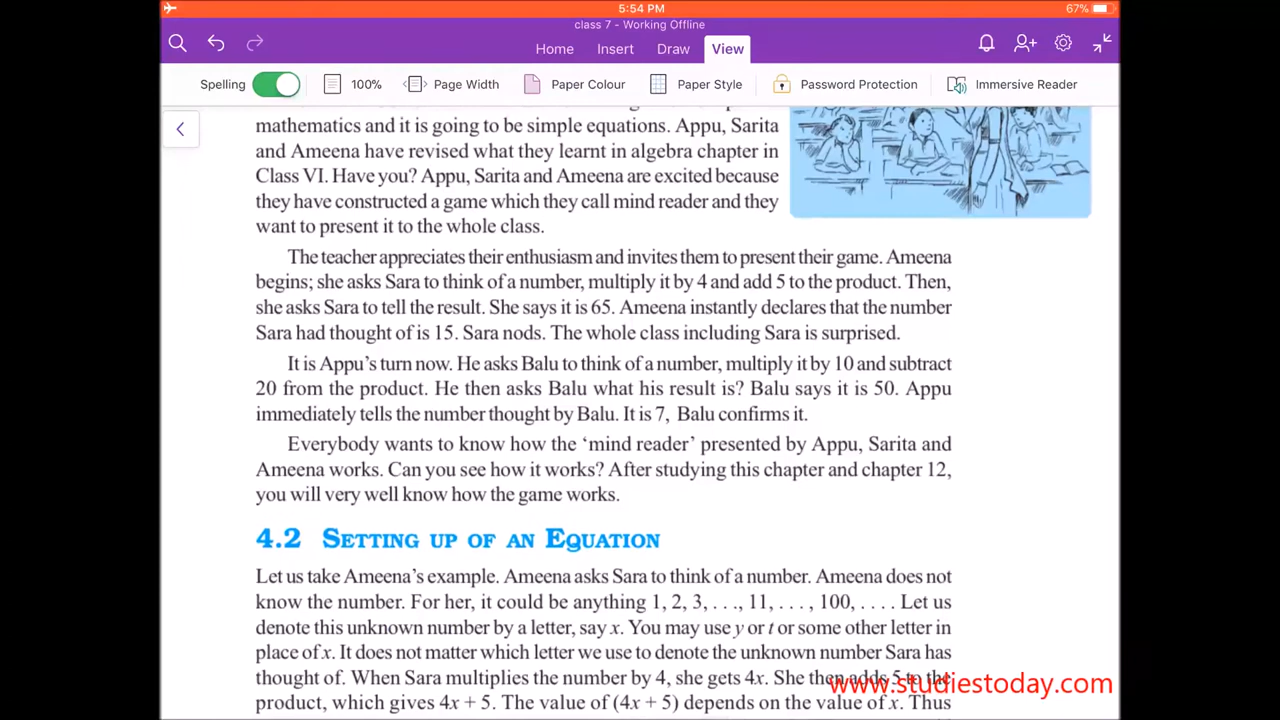 5:54 PM
67%
class 7 - Working Offline
Home Insert Draw View
Spelling 100% Page Width Paper Colour Paper Style Password Protection Immersive Reader
mathematics and it is going to be simple equations. Appu, Sarita
and Ameena have revised what they learnt in algebra chapter in
Class VI. Have you? Appu, Sarita and Ameena are excited because
they have constructed a game which they call mind reader and they
want to present it to the whole class.
The teacher appreciates their enthusiasm and invites them to present their game. Ameena
begins; she asks Sara to think of a number, multiply it by 4 and add 5 to the product. Then,
she asks Sara to tell the result. She says it is 65. Ameena instantly declares that the number
Sara had thought of is 15. Sara nods. The whole class including Sara is surprised.
It is Appu’s turn now. He asks Balu to think of a number, multiply it by 10 and subtract
20 from the product. He then asks Balu what his result is? Balu says it is 50. Appu
immediately tells the number thought by Balu. It is 7, Balu confirms it.
Everybody wants to know how the ‘mind reader’ presented by Appu, Sarita and
Ameena works. Can you see how it works? After studying this chapter and chapter 12,
you will very well know how the game works.
4.2 SETTING UP OF AN EQUATION
Let us take Ameena’s example. Ameena asks Sara to think of a number. Ameena does not
know the number. For her, it could be anything 1, 2, 3, . . ., 11, . . . , 100, . . . . Let us
denote this unknown number by a letter, say x. You may use y or t or some other letter in
place of x. It does not matter which letter we use to denote the unknown number Sara has
thought of. When Sara multiplies the number by 4, she gets 4x. She then adds 5 to the
product, which gives 4x + 5. The value of (4x + 5) depends on the value of x. Thus
www.studiestoday.com